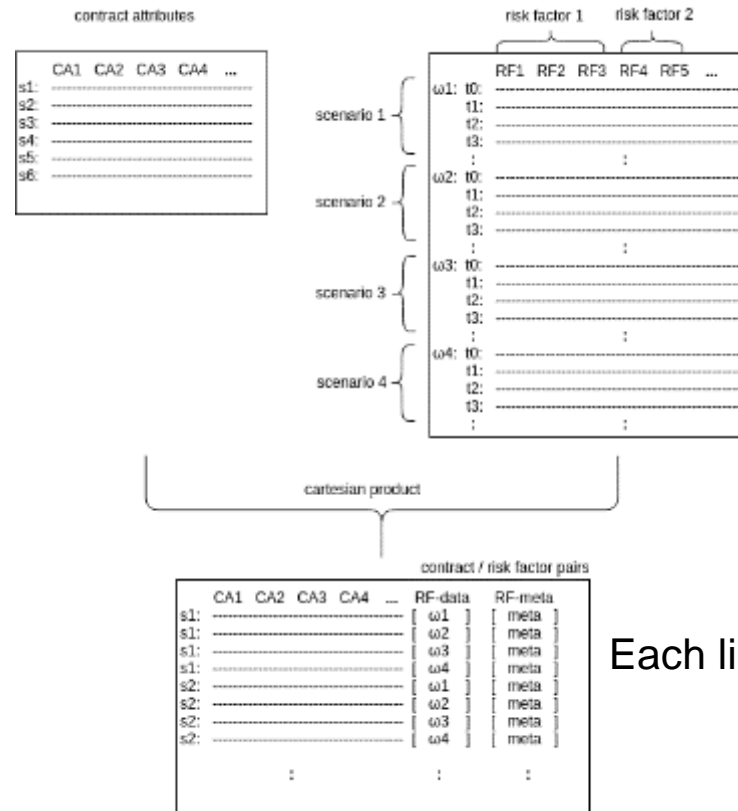 contract attributes
CA1 CA2 CA3 CA4 ...
s1:
s2:
s3:
s4:
s5:
s6:
risk factor 1 risk factor 2
RF1 RF2 RF3 RF4 RF5 ...
scenario 1
ω1: t0:
t1:
t2:
t3:
: :
scenario 2
ω2: t0:
t1:
t2:
t3:
: :
scenario 3
ω3: t0:
t1:
t2:
t3:
: :
scenario 4
ω4: t0:
t1:
t2:
t3:
: :
cartesian product
contract / risk factor pairs
CA1 CA2 CA3 CA4 ... RF-data RF-meta
s1: [ ω1 ] [ meta ]
s1: [ ω2 ] [ meta ]
s1: [ ω3 ] [ meta ]
s1: [ ω4 ] [ meta ]
s2: [ ω1 ] [ meta ]
s2: [ ω2 ] [ meta ]
s2: [ ω3 ] [ meta ]
s2: [ ω4 ] [ meta ]
: : :
Each li